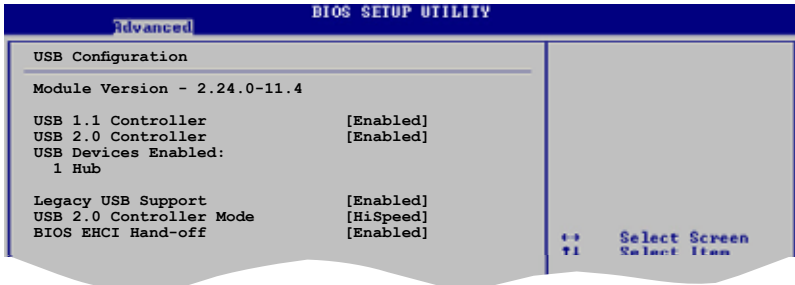 BIOS SETUP UTILITY
Advanced
USB Configuration
Module Version - 2.24.0-11.4
USB 1.1 Controller [Enabled]
USB 2.0 Controller [Enabled]
USB Devices Enabled:
1 Hub
Legacy USB Support [Enabled]
USB 2.0 Controller Mode [HiSpeed]
BIOS EHCI Hand-off [Enabled]
↔ Select Screen
↑↓ Select Item